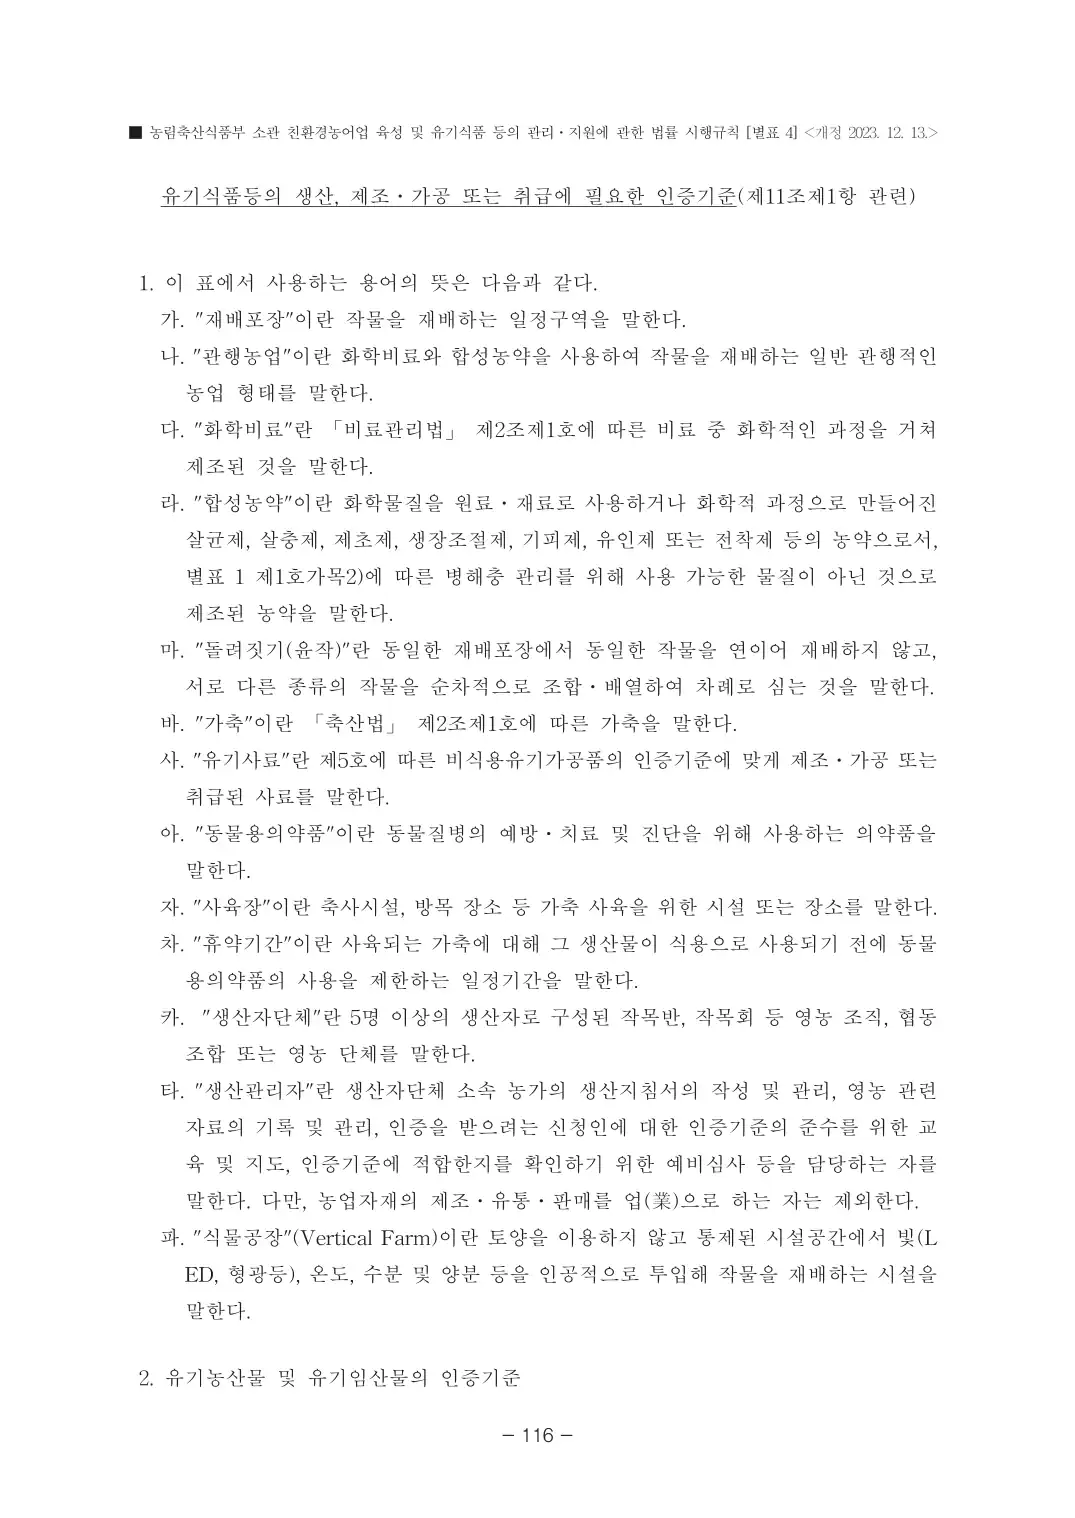 ■ 농림축산식품부 소관 친환경농어업 육성 및 유기식품 등의 관리ㆍ지원에 관한 법률 시행규칙 [별표 4] <개정 2023. 12. 13.>
유기식품등의 생산, 제조ㆍ가공 또는 취급에 필요한 인증기준(제11조제1항 관련)
1. 이 표에서 사용하는 용어의 뜻은 다음과 같다.
가. "재배포장"이란 작물을 재배하는 일정구역을 말한다.
나. "관행농업"이란 화학비료와 합성농약을 사용하여 작물을 재배하는 일반 관행적인
농업 형태를 말한다.
다. "화학비료"란 「비료관리법」 제2조제1호에 따른 비료 중 화학적인 과정을 거쳐
제조된 것을 말한다.
라. "합성농약"이란 화학물질을 원료ㆍ재료로 사용하거나 화학적 과정으로 만들어진
살균제, 살충제, 제초제, 생장조절제, 기피제, 유인제 또는 전착제 등의 농약으로서,
별표 1 제1호가목2)에 따른 병해충 관리를 위해 사용 가능한 물질이 아닌 것으로
제조된 농약을 말한다.
마. "돌려짓기(윤작)"란 동일한 재배포장에서 동일한 작물을 연이어 재배하지 않고,
서로 다른 종류의 작물을 순차적으로 조합ㆍ배열하여 차례로 심는 것을 말한다.
바. "가축"이란 「축산법」 제2조제1호에 따른 가축을 말한다.
사. "유기사료"란 제5호에 따른 비식용유기가공품의 인증기준에 맞게 제조ㆍ가공 또는
취급된 사료를 말한다.
아. "동물용의약품"이란 동물질병의 예방ㆍ치료 및 진단을 위해 사용하는 의약품을
말한다.
자. "사육장"이란 축사시설, 방목 장소 등 가축 사육을 위한 시설 또는 장소를 말한다.
차. "휴약기간"이란 사육되는 가축에 대해 그 생산물이 식용으로 사용되기 전에 동물
용의약품의 사용을 제한하는 일정기간을 말한다.
카. "생산자단체"란 5명 이상의 생산자로 구성된 작목반, 작목회 등 영농 조직, 협동
조합 또는 영농 단체를 말한다.
타. "생산관리자"란 생산자단체 소속 농가의 생산지침서의 작성 및 관리, 영농 관련
자료의 기록 및 관리, 인증을 받으려는 신청인에 대한 인증기준의 준수를 위한 교
육 및 지도, 인증기준에 적합한지를 확인하기 위한 예비심사 등을 담당하는 자를
말한다. 다만, 농업자재의 제조ㆍ유통ㆍ판매를 업(業)으로 하는 자는 제외한다.
파. "식물공장"(Vertical Farm)이란 토양을 이용하지 않고 통제된 시설공간에서 빛(L
ED, 형광등), 온도, 수분 및 양분 등을 인공적으로 투입해 작물을 재배하는 시설을
말한다.
2. 유기농산물 및 유기임산물의 인증기준
- 116 -